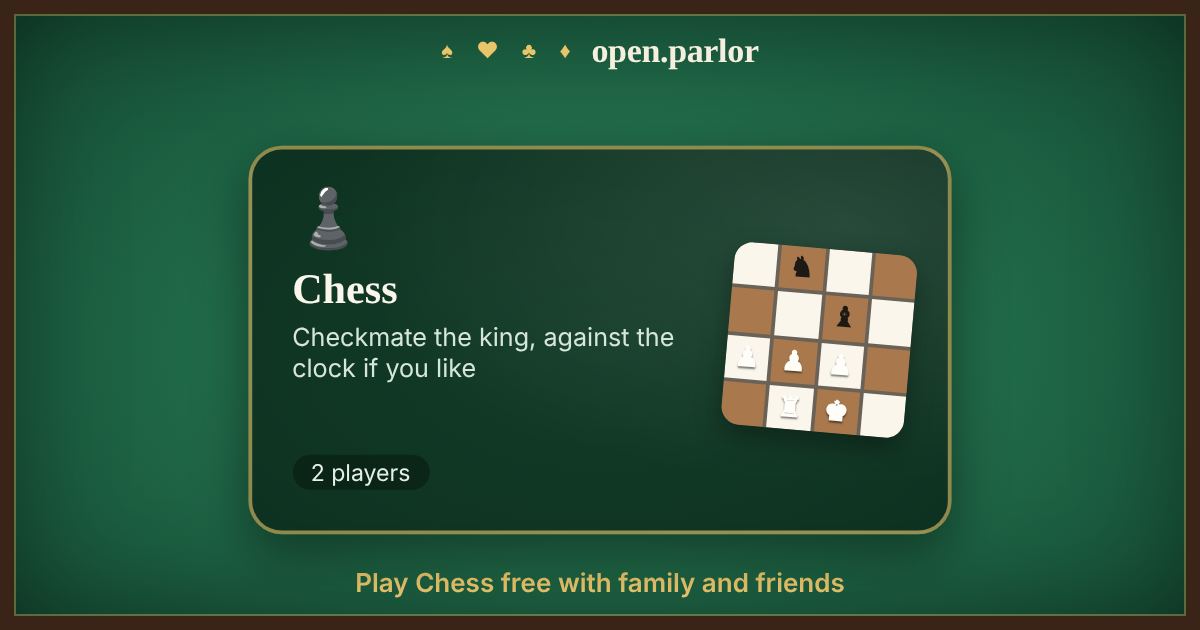 ♠ ♥ ♣ ♦ open.parlor
Chess
Checkmate the king, against the
clock if you like
2 players
Play Chess free with family and friends